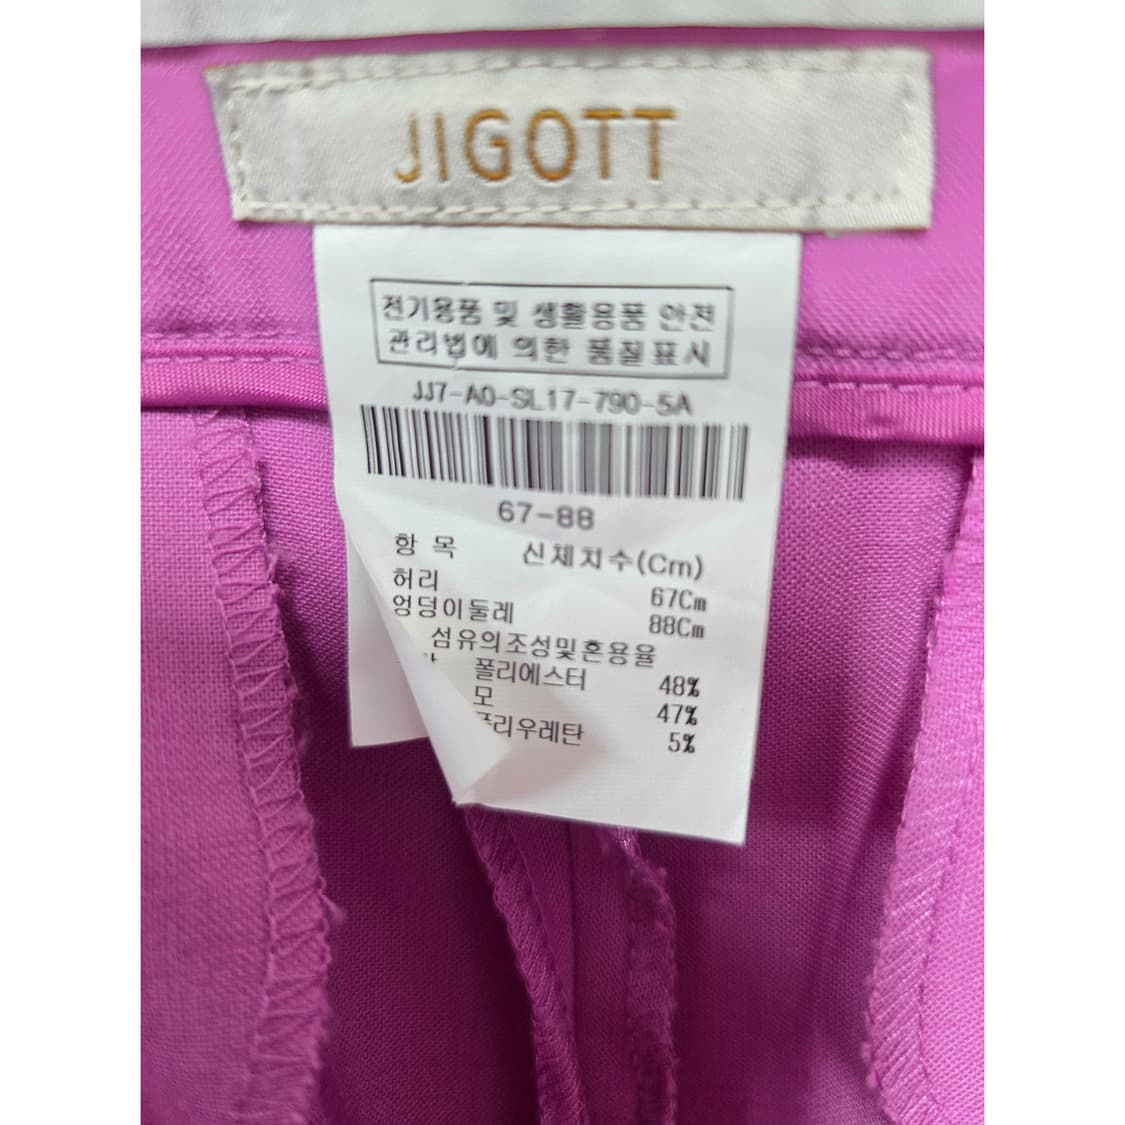 JIGOTT
전기용품 및 생활용품 안전
관리법에 의한 품질표시
JJ7-A0-SL17-790-5A
67-88
항 목 신체치수(Cm)
허리 67Cm
엉덩이둘레 88Cm
섬유의조성및혼용율
폴리에스터 48%
모 47%
폴리우레탄 5%